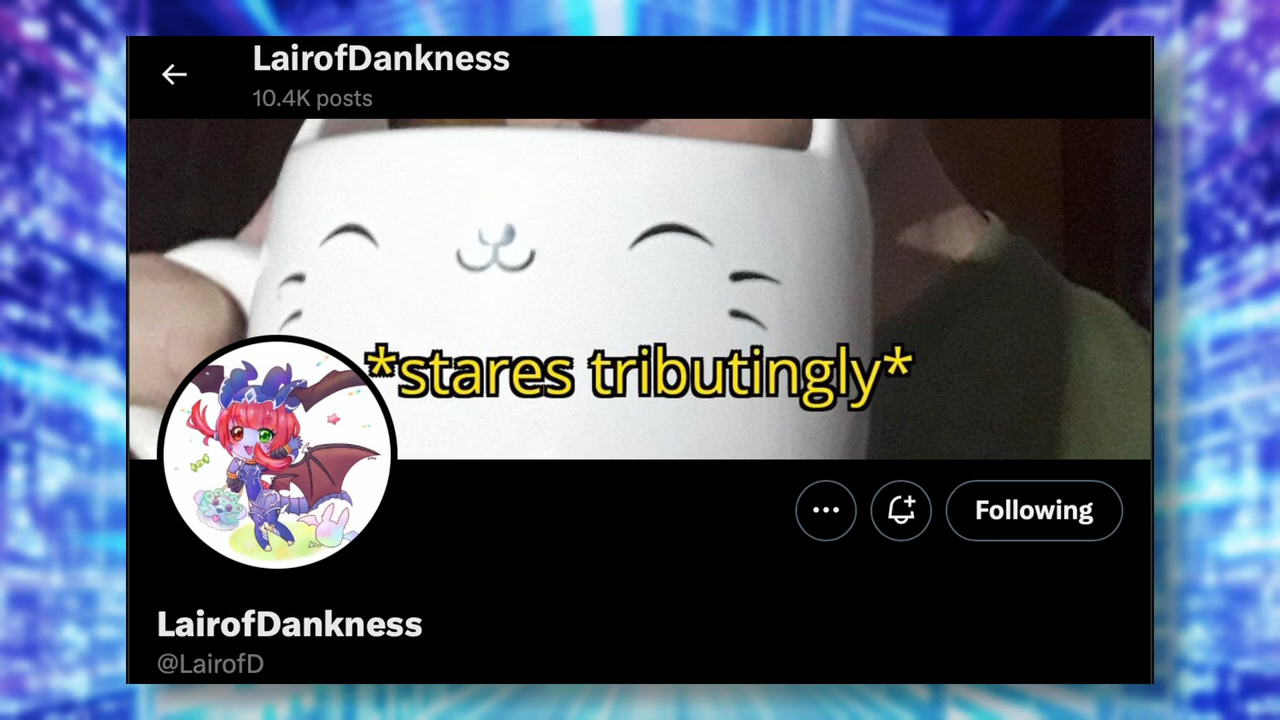 LairofDankness
10.4K posts
*stares tributingly*
Following
LairofDankness
@LairofD